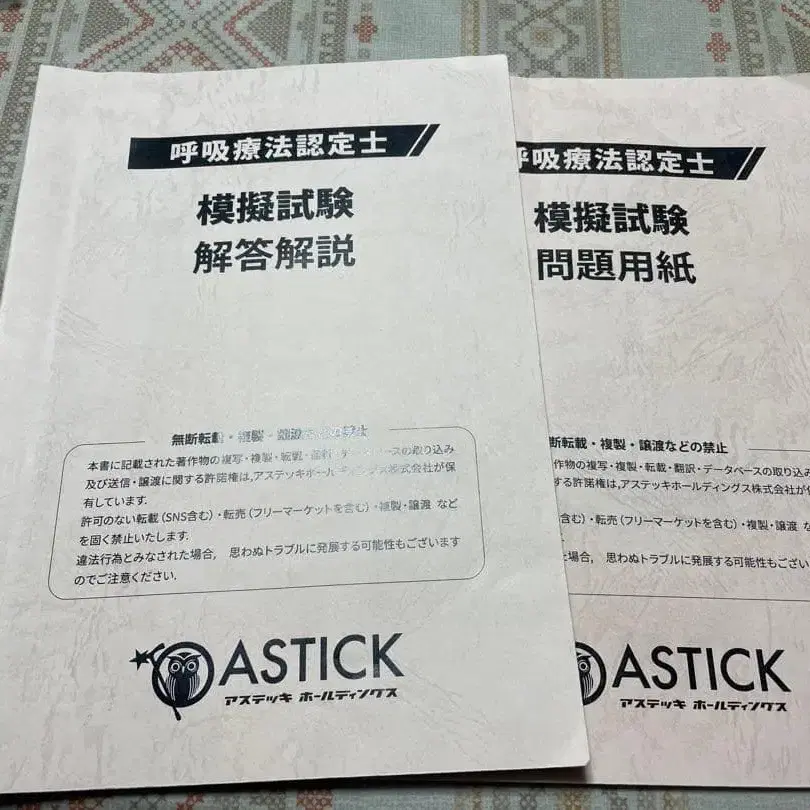 呼吸療法認定士
模擬試験
解答解説
無断転載・複製・譲渡などの禁止
本書に記載された著作物の複写・複製・転載・翻訳・データベースの取り込み
及び送信・譲渡に関する許諾権は,アステッキホールディングス株式会社が保
有しています.
許可のない転載(SNS含む)・転売(フリーマーケットを含む)・複製・譲渡 など
を固く禁止いたします.
違法行為とみなされた場合, 思わぬトラブルに発展する可能性もございます
のでご注意ください.
ASTICK
アステッキ ホールディングス
呼吸療法認定士
模擬試験
問題用紙
断転載・複製・譲渡などの禁止
作物の複写・複製・転載・翻訳・データベースの取り込み
る許諾権は,アステッキホールディングス株式会社が
含む)・転売(フリーマーケットを含む)・複製・譲渡
場合, 思わぬトラブルに発展する可能性もござい
ASTICK
アステッキ ホールディングス